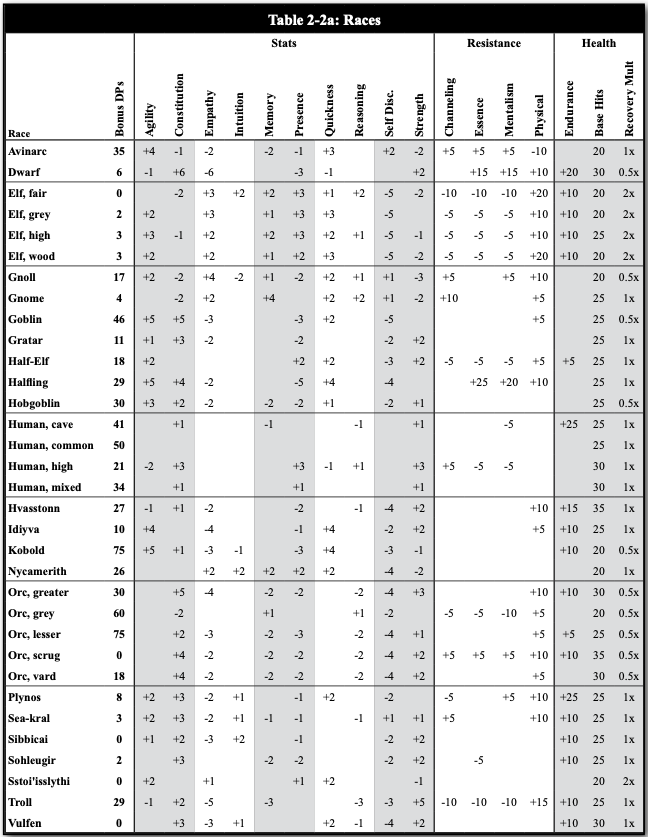 Table 2-2a: Races
Stats Resistance Health
Race Bonus DPs Agility Constitution Empathy Intuition Memory Presence Quickness Reasoning Self Disc. Strength Channeling Essence Mentalism Physical Endurance Base Hits Recovery Mult
Avinarc 35 +4 -1 -2 -2 -1 +3 +2 -2 +5 +5 +5 -10 20 1x
Dwarf 6 -1 +6 -6 -3 -1 +2 +15 +15 +10 +20 30 0.5x
Elf, fair 0 -2 +3 +2 +2 +3 +1 +2 -5 -2 -10 -10 -10 +20 +10 20 2x
Elf, grey 2 +2 +3 +1 +3 +3 -5 -5 -5 -5 +10 +10 20 2x
Elf, high 3 +3 -1 +2 +2 +3 +2 +1 -5 -1 -5 -5 -5 +10 +10 25 2x
Elf, wood 3 +2 +2 +1 +2 +3 -5 -2 -5 -5 -5 +20 +10 20 2x
Gnoll 17 +2 -2 +4 -2 +1 -2 +2 +1 +1 -3 +5 +5 +10 20 0.5x
Gnome 4 -2 +2 +4 +2 +2 +1 -2 +10 +5 25 1x
Goblin 46 +5 +5 -3 -3 +2 -5 +5 25 0.5x
Gratar 11 +1 +3 -2 -2 -2 +2 25 1x
Half-Elf 18 +2 +2 +2 -3 +2 -5 -5 -5 +5 +5 25 1x
Halfling 29 +5 +4 -2 -5 +4 -4 +25 +20 +10 25 1x
Hobgoblin 30 +3 +2 -2 -2 -2 +1 -2 +1 25 0.5x
Human, cave 41 +1 -1 -1 +1 -5 +25 25 1x
Human, common 50 25 1x
Human, high 21 -2 +3 +3 -1 +1 +3 +5 -5 -5 30 1x
Human, mixed 34 +1 +1 +1 30 1x
Hvasstonn 27 -1 +1 -2 -2 -1 -4 +2 +10 +15 35 1x
Idiyva 10 +4 -4 -1 +4 -2 +2 +5 +10 25 1x
Kobold 75 +5 +1 -3 -1 -3 +4 -3 -1 +10 20 0.5x
Nycamerith 26 +2 +2 +2 +2 +2 -4 -2 20 1x
Orc, greater 30 +5 -4 -2 -2 -2 -4 +3 +10 +10 30 0.5x
Orc, grey 60 -2 +1 +1 -2 -5 -5 -10 +5 20 0.5x
Orc, lesser 75 +2 -3 -2 -3 -2 -4 +1 +5 +5 25 0.5x
Orc, scrug 0 +4 -2 -2 -2 -2 -4 +2 +5 +5 +5 +10 +10 35 0.5x
Orc, vard 18 +4 -2 -2 -2 -2 -4 +2 +5 30 0.5x
Plynos 8 +2 +3 -2 +1 -1 +2 -2 -5 +5 +10 +25 25 1x
Sea-kral 3 +2 +3 -2 +1 -1 -1 -1 +1 +1 +5 +10 +10 25 1x
Sibbicai 0 +1 +2 -3 +2 -1 -2 +2 +10 25 1x
Sohleugir 2 +3 -2 -2 -2 +2 -5 +10 25 1x
Sstoi'isslythi 0 +2 +1 +1 +2 -1 20 2x
Troll 29 -1 +2 -5 -3 -3 -3 +5 -10 -10 -10 +15 +10 25 1x
Vulfen 0 +3 -3 +1 +2 -1 -4 +2 +10 30 1x